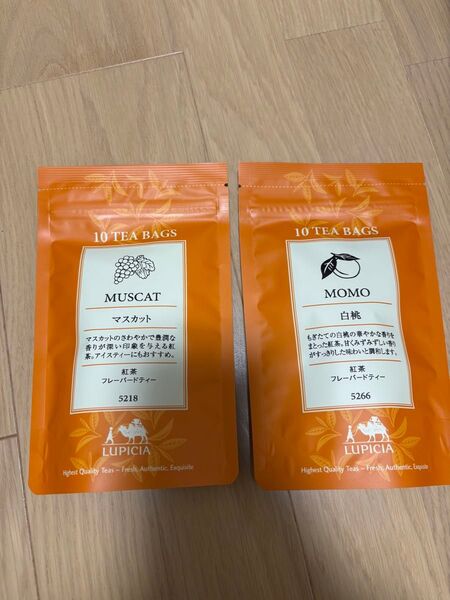 10 TEA BAGS
MUSCAT
マスカット
マスカットのさわやかで豊潤な
香りが深い印象を与える紅
茶。アイスティーにもおすすめ。
紅茶
フレーバードティー
5218
LUPICIA
Highest Quality Teas – Fresh, Authentic, Exquisite
10 TEA BAGS
MOMO
白桃
もぎたての白桃の華やかな香りを
まとった紅茶。甘くみずみずしい香り
がすっきりした味わいと調和します。
紅茶
フレーバードティー
5266
LUPICIA
Highest Quality Teas – Fresh, Authentic, Exquisite